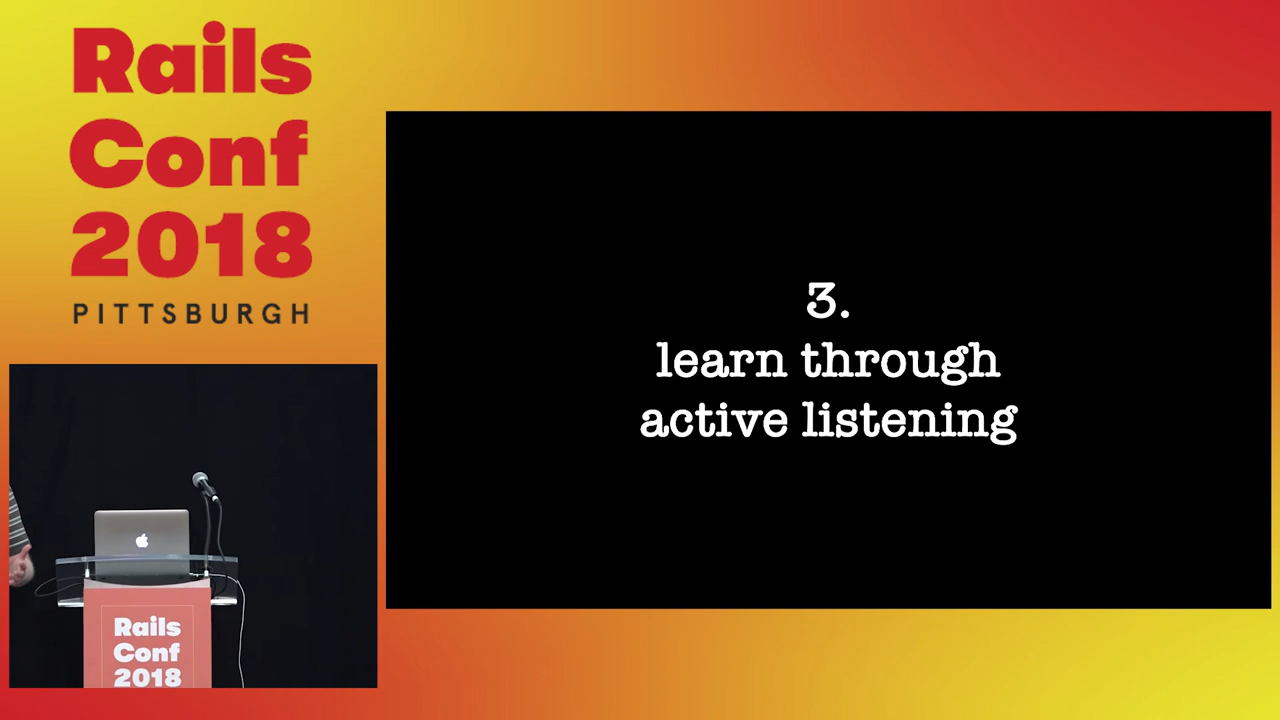 Rails
Conf
2018
PITTSBURGH
3.
learn through
active listening
Rails
Conf
2018